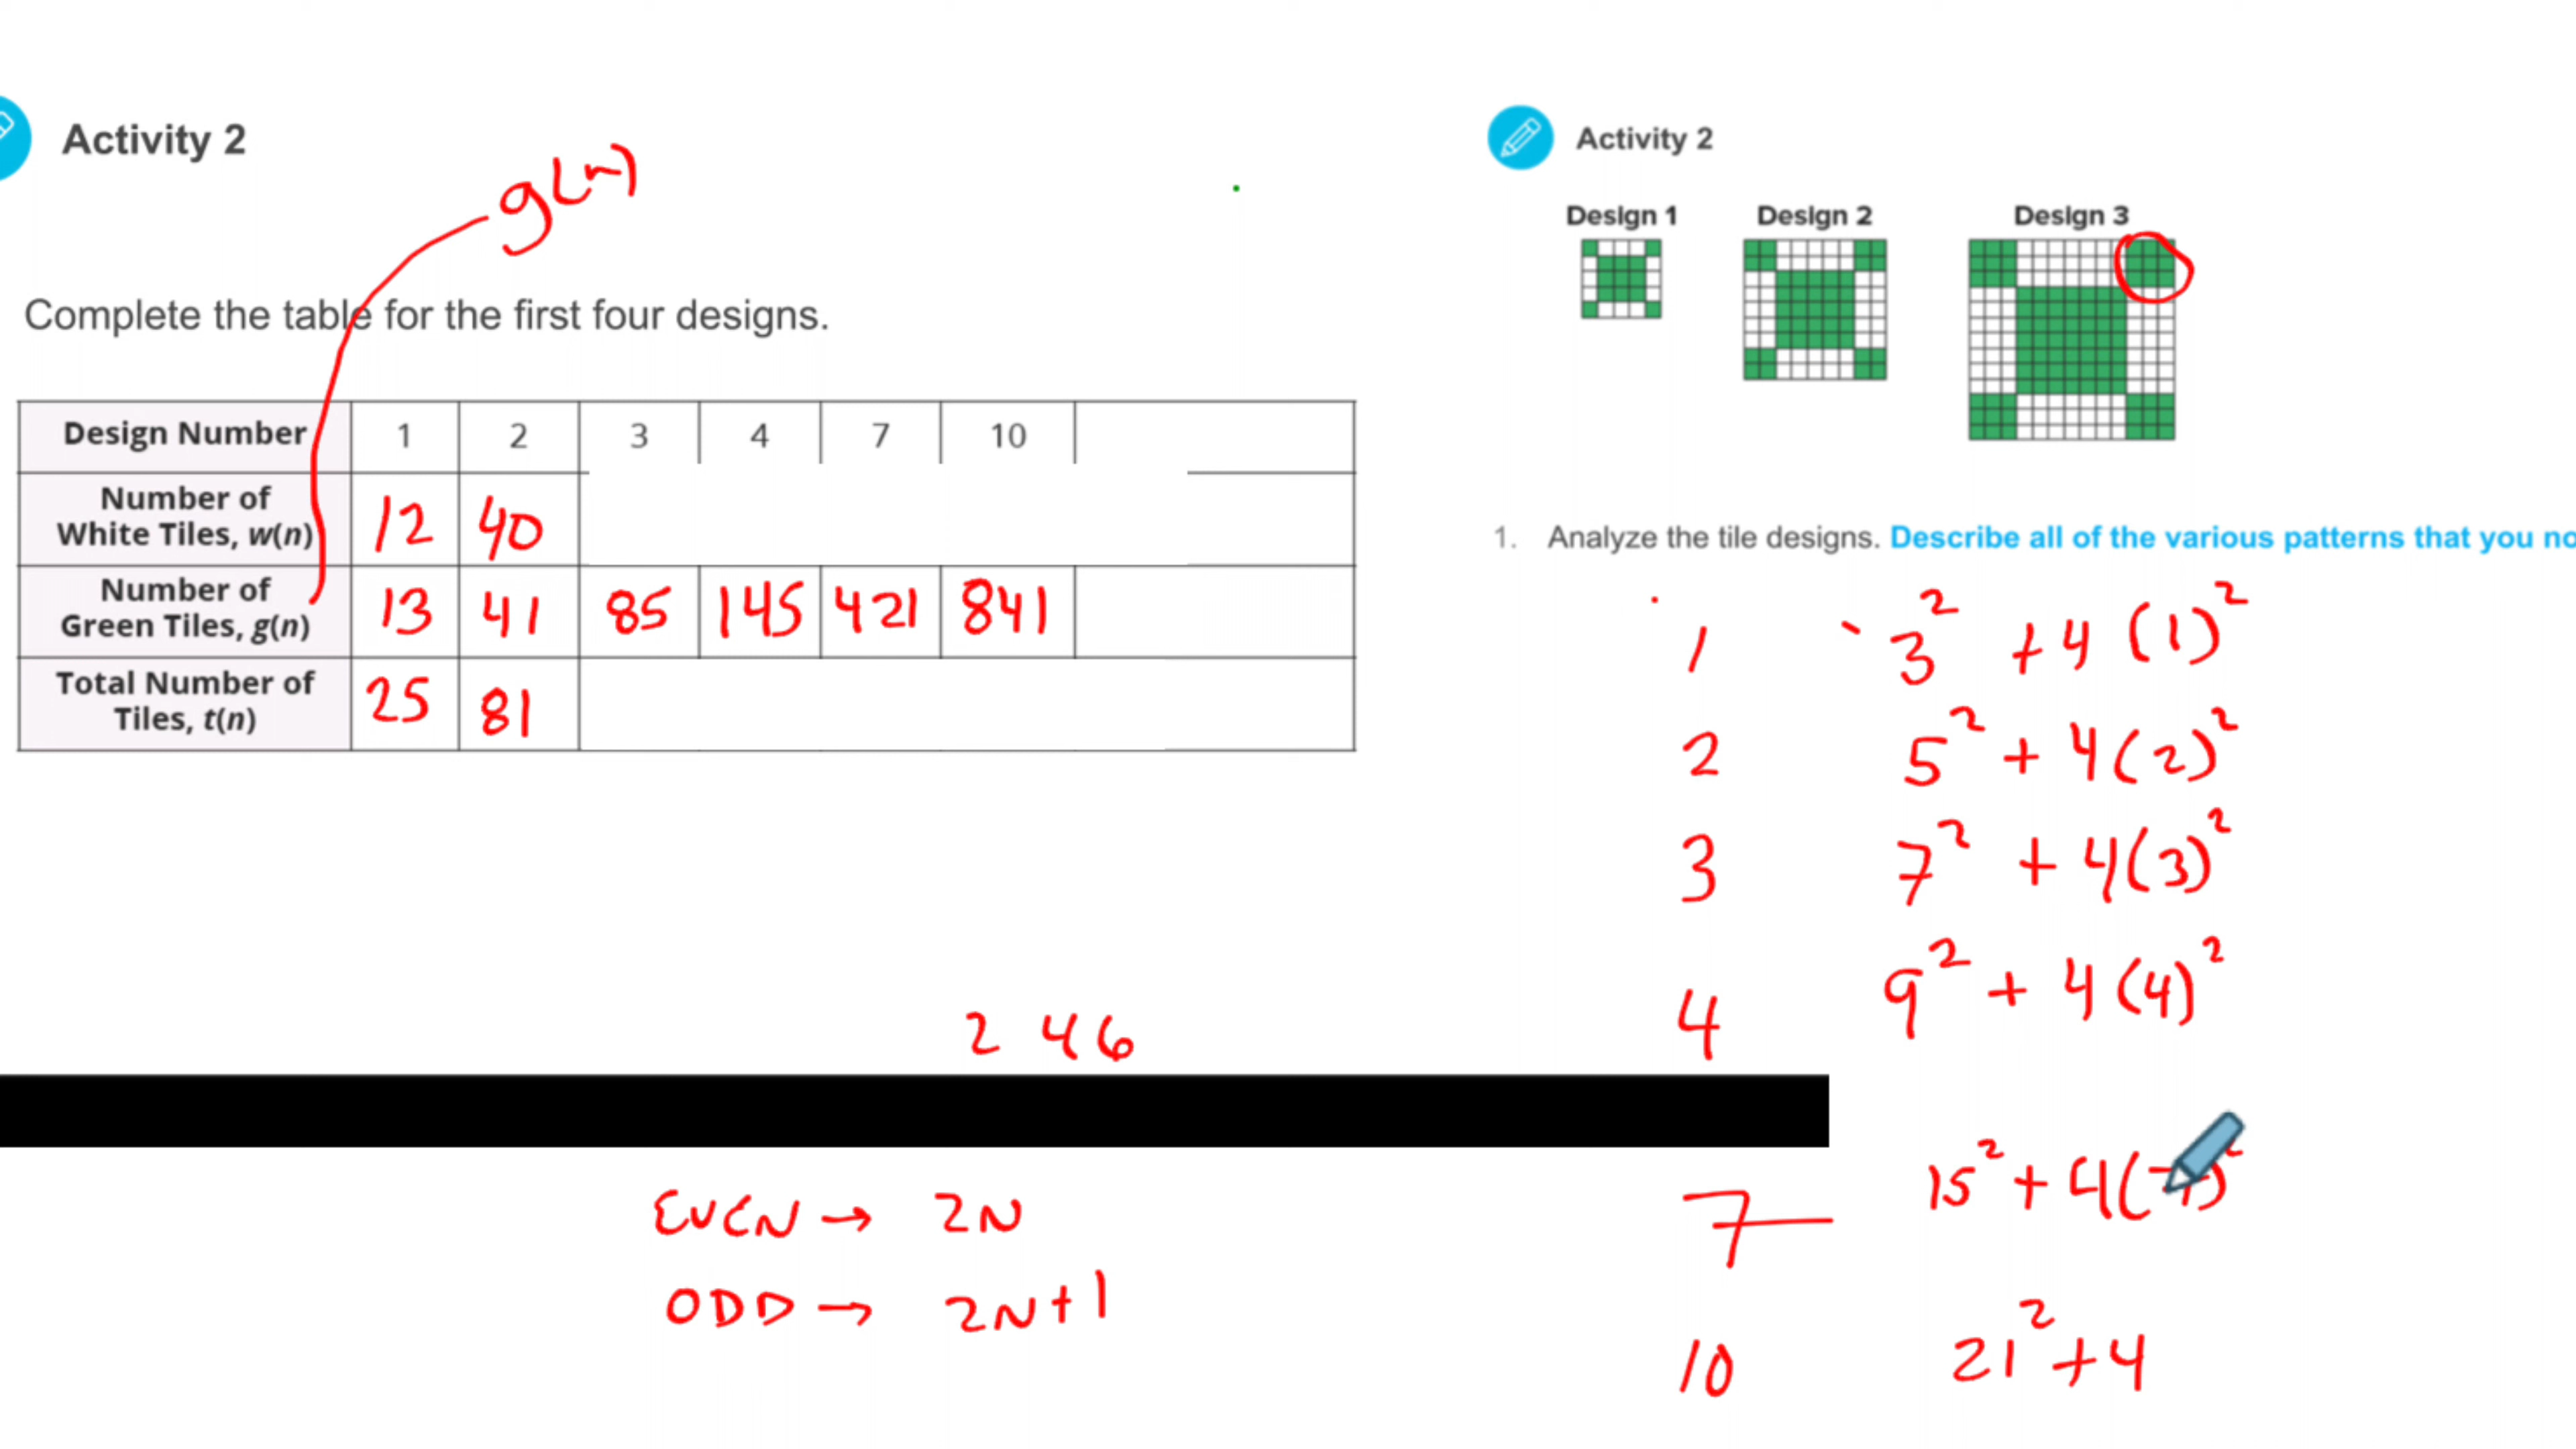 Activity 2
g(n)
Complete the table for the first four designs.
Design Number 1 2 3 4 7 10
Number of White Tiles, w(n) 12 40
Number of Green Tiles, g(n) 13 41 85 145 421 841
Total Number of Tiles, t(n) 25 81
2 4 6
EVEN → 2N
ODD → 2N+1
Activity 2
Design 1 Design 2 Design 3
1. Analyze the tile designs. Describe all of the various patterns that you no
1 3² + 4 (1)²
2 5² + 4(2)²
3 7² + 4(3)²
4 9² + 4(4)²
7 15² + 4(7)²
10 21² + 4